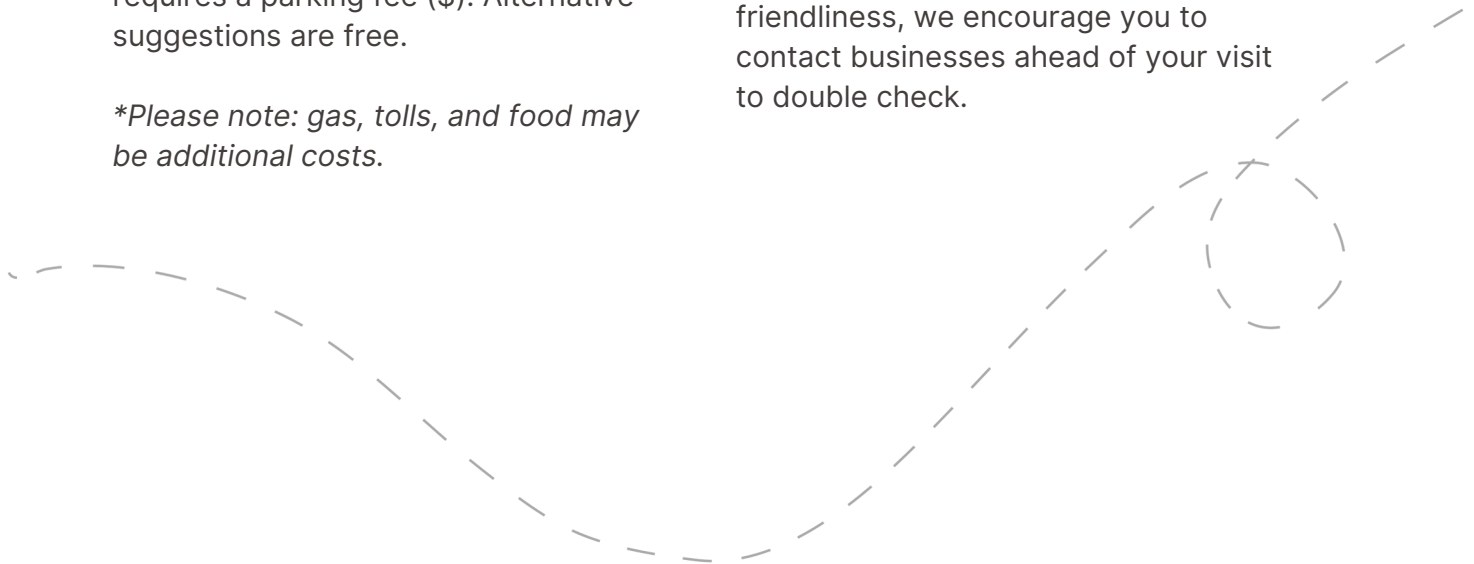 requires a parking fee ($). Alternative
suggestions are free.
*Please note: gas, tolls, and food may
be additional costs.
friendliness, we encourage you to
contact businesses ahead of your visit
to double check.